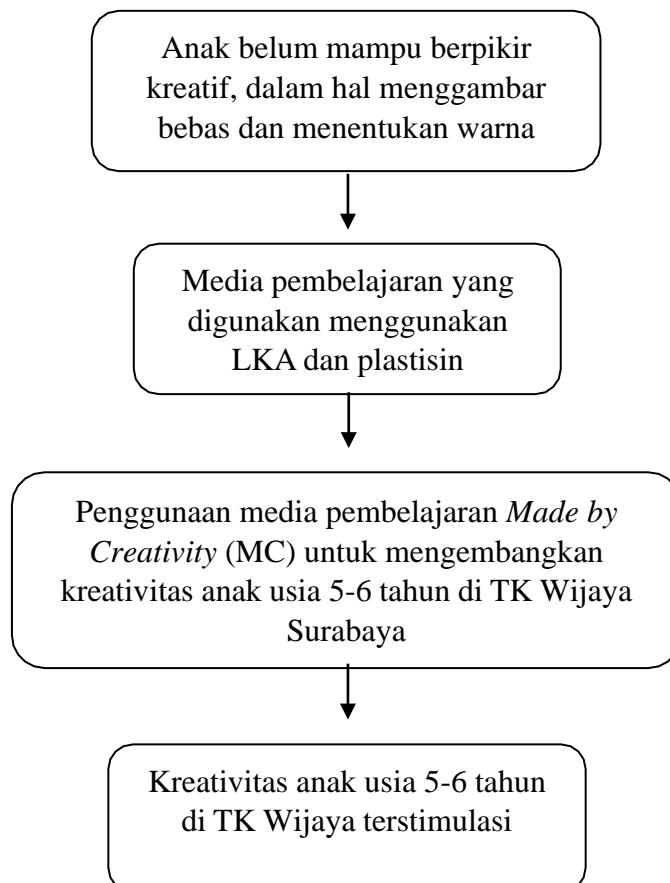 Anak belum mampu berpikir
kreatif, dalam hal menggambar
bebas dan menentukan warna
Media pembelajaran yang
digunakan menggunakan
LKA dan plastisin
Penggunaan media pembelajaran Made by
Creativity (MC) untuk mengembangkan
kreativitas anak usia 5-6 tahun di TK Wijaya
Surabaya
Kreativitas anak usia 5-6 tahun
di TK Wijaya terstimulasi